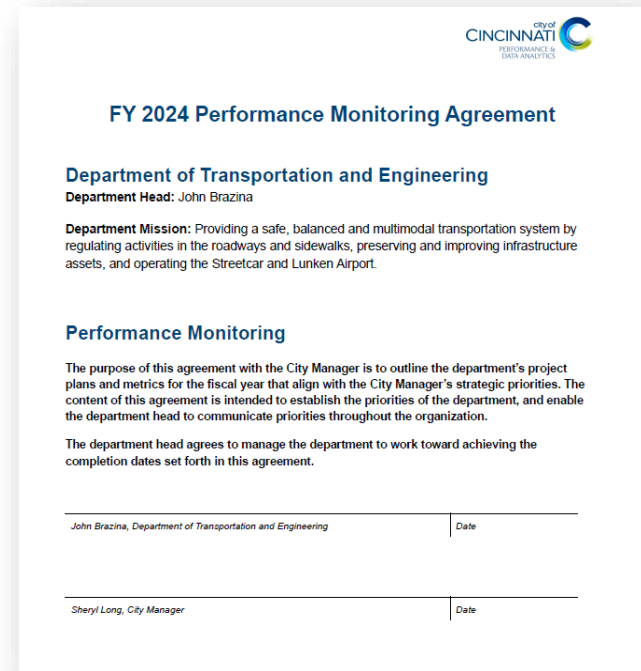 city of
CINCINNATI
PERFORMANCE &
DATA ANALYTICS
FY 2024 Performance Monitoring Agreement
Department of Transportation and Engineering
Department Head: John Brazina
Department Mission: Providing a safe, balanced and multimodal transportation system by
regulating activities in the roadways and sidewalks, preserving and improving infrastructure
assets, and operating the Streetcar and Lunken Airport.
Performance Monitoring
The purpose of this agreement with the City Manager is to outline the department's project
plans and metrics for the fiscal year that align with the City Manager's strategic priorities. The
content of this agreement is intended to establish the priorities of the department, and enable
the department head to communicate priorities throughout the organization.
The department head agrees to manage the department to work toward achieving the
completion dates set forth in this agreement.
John Brazina, Department of Transportation and Engineering Date
Sheryl Long, City Manager Date